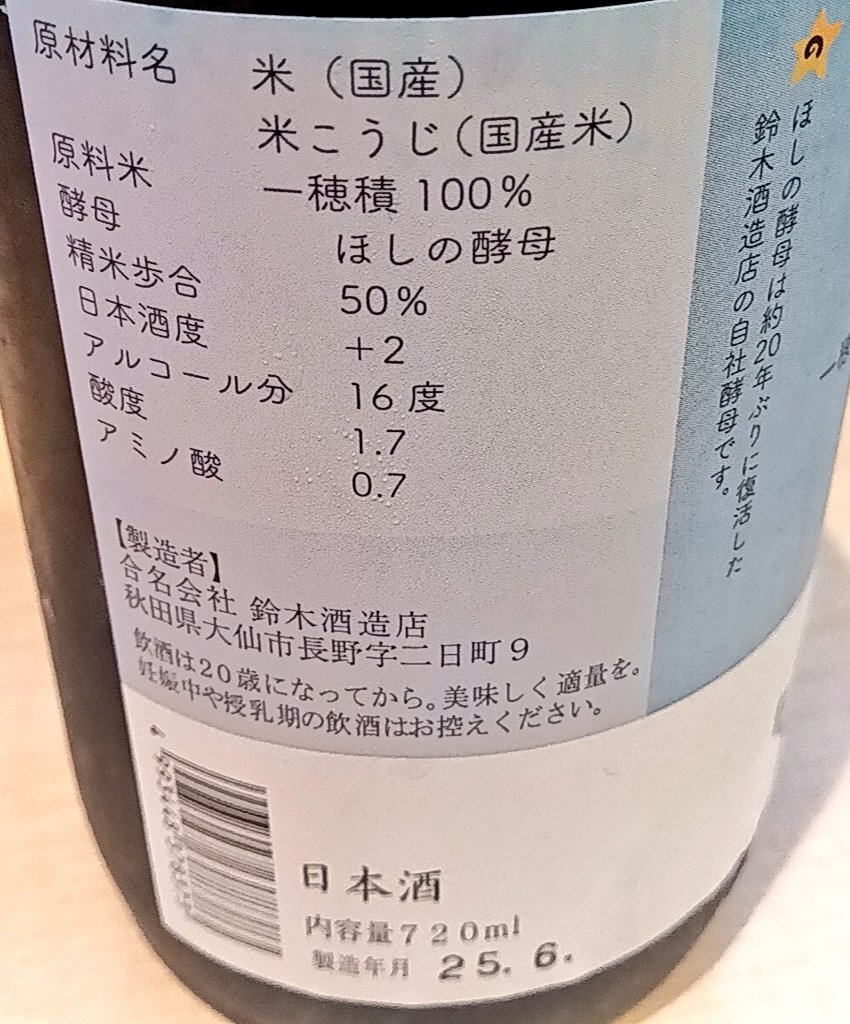 原材料名 米（国産）
米こうじ（国産米）
原料米 一穂積 100％
酵母 ほしの酵母
精米歩合 50％
日本酒度 ＋2
アルコール分 16度
酸度 1.7
アミノ酸 0.7
【製造者】
合名会社 鈴木酒造店
秋田県大仙市長野字二日町９
飲酒は20歳になってから。美味しく適量を。
妊娠中や授乳期の飲酒はお控えください。
日本酒
内容量７２０ml
製造年月 25. 6.
の
ほしの酵母は約20年ぶりに復活した
鈴木酒造店の自社酵母です。